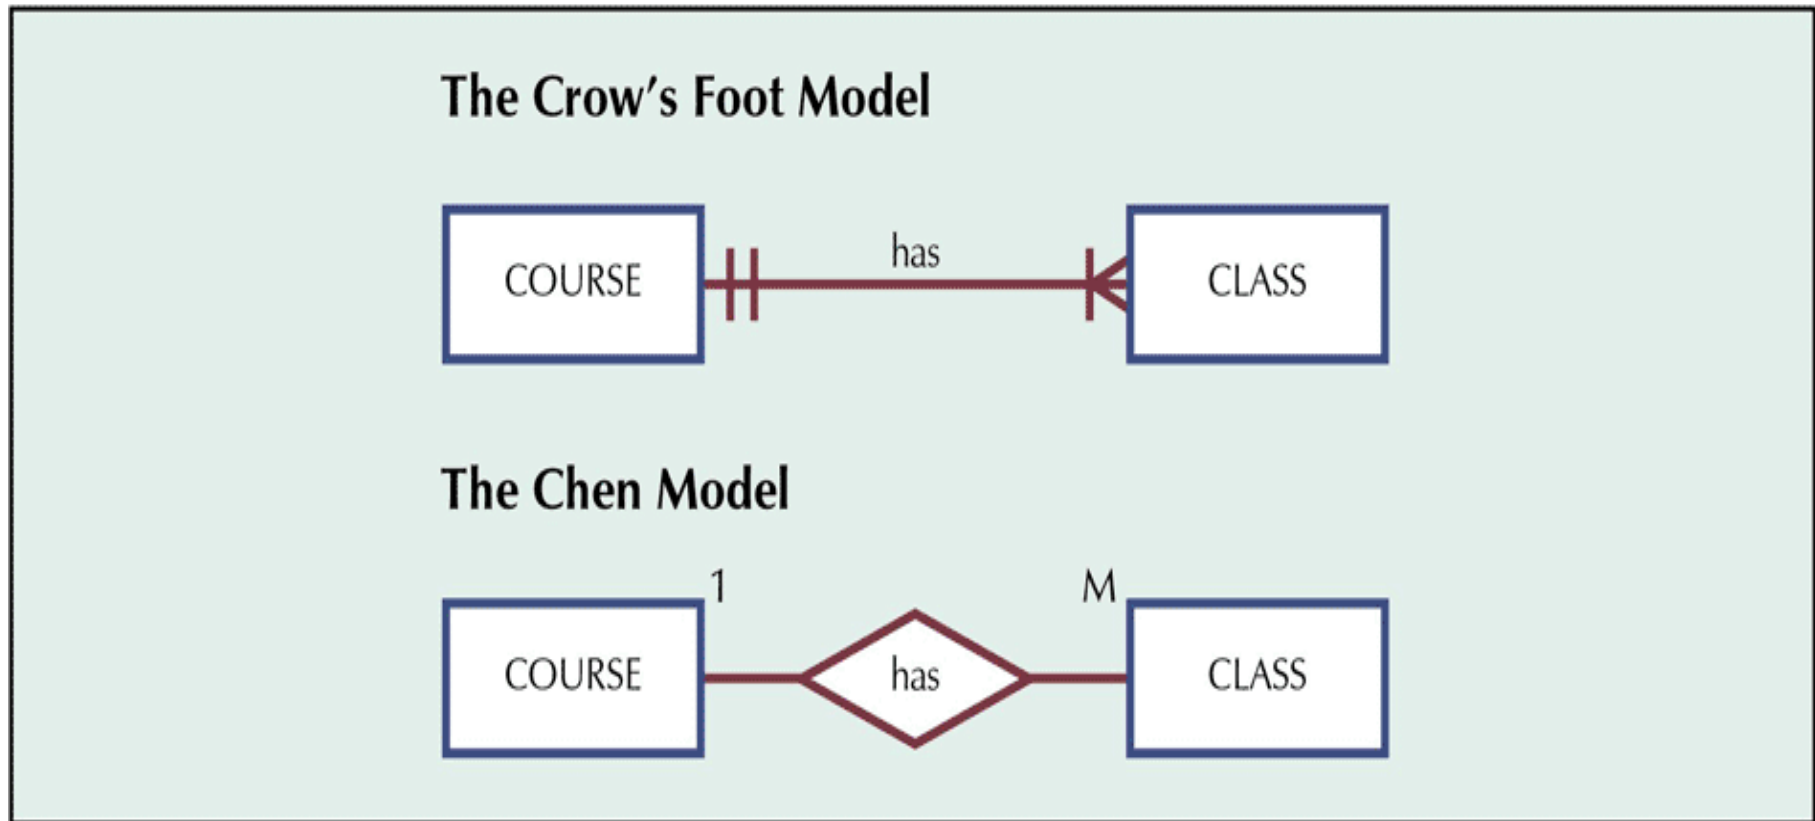 The Crow’s Foot Model
COURSE has CLASS
The Chen Model
1 M
COURSE has CLASS